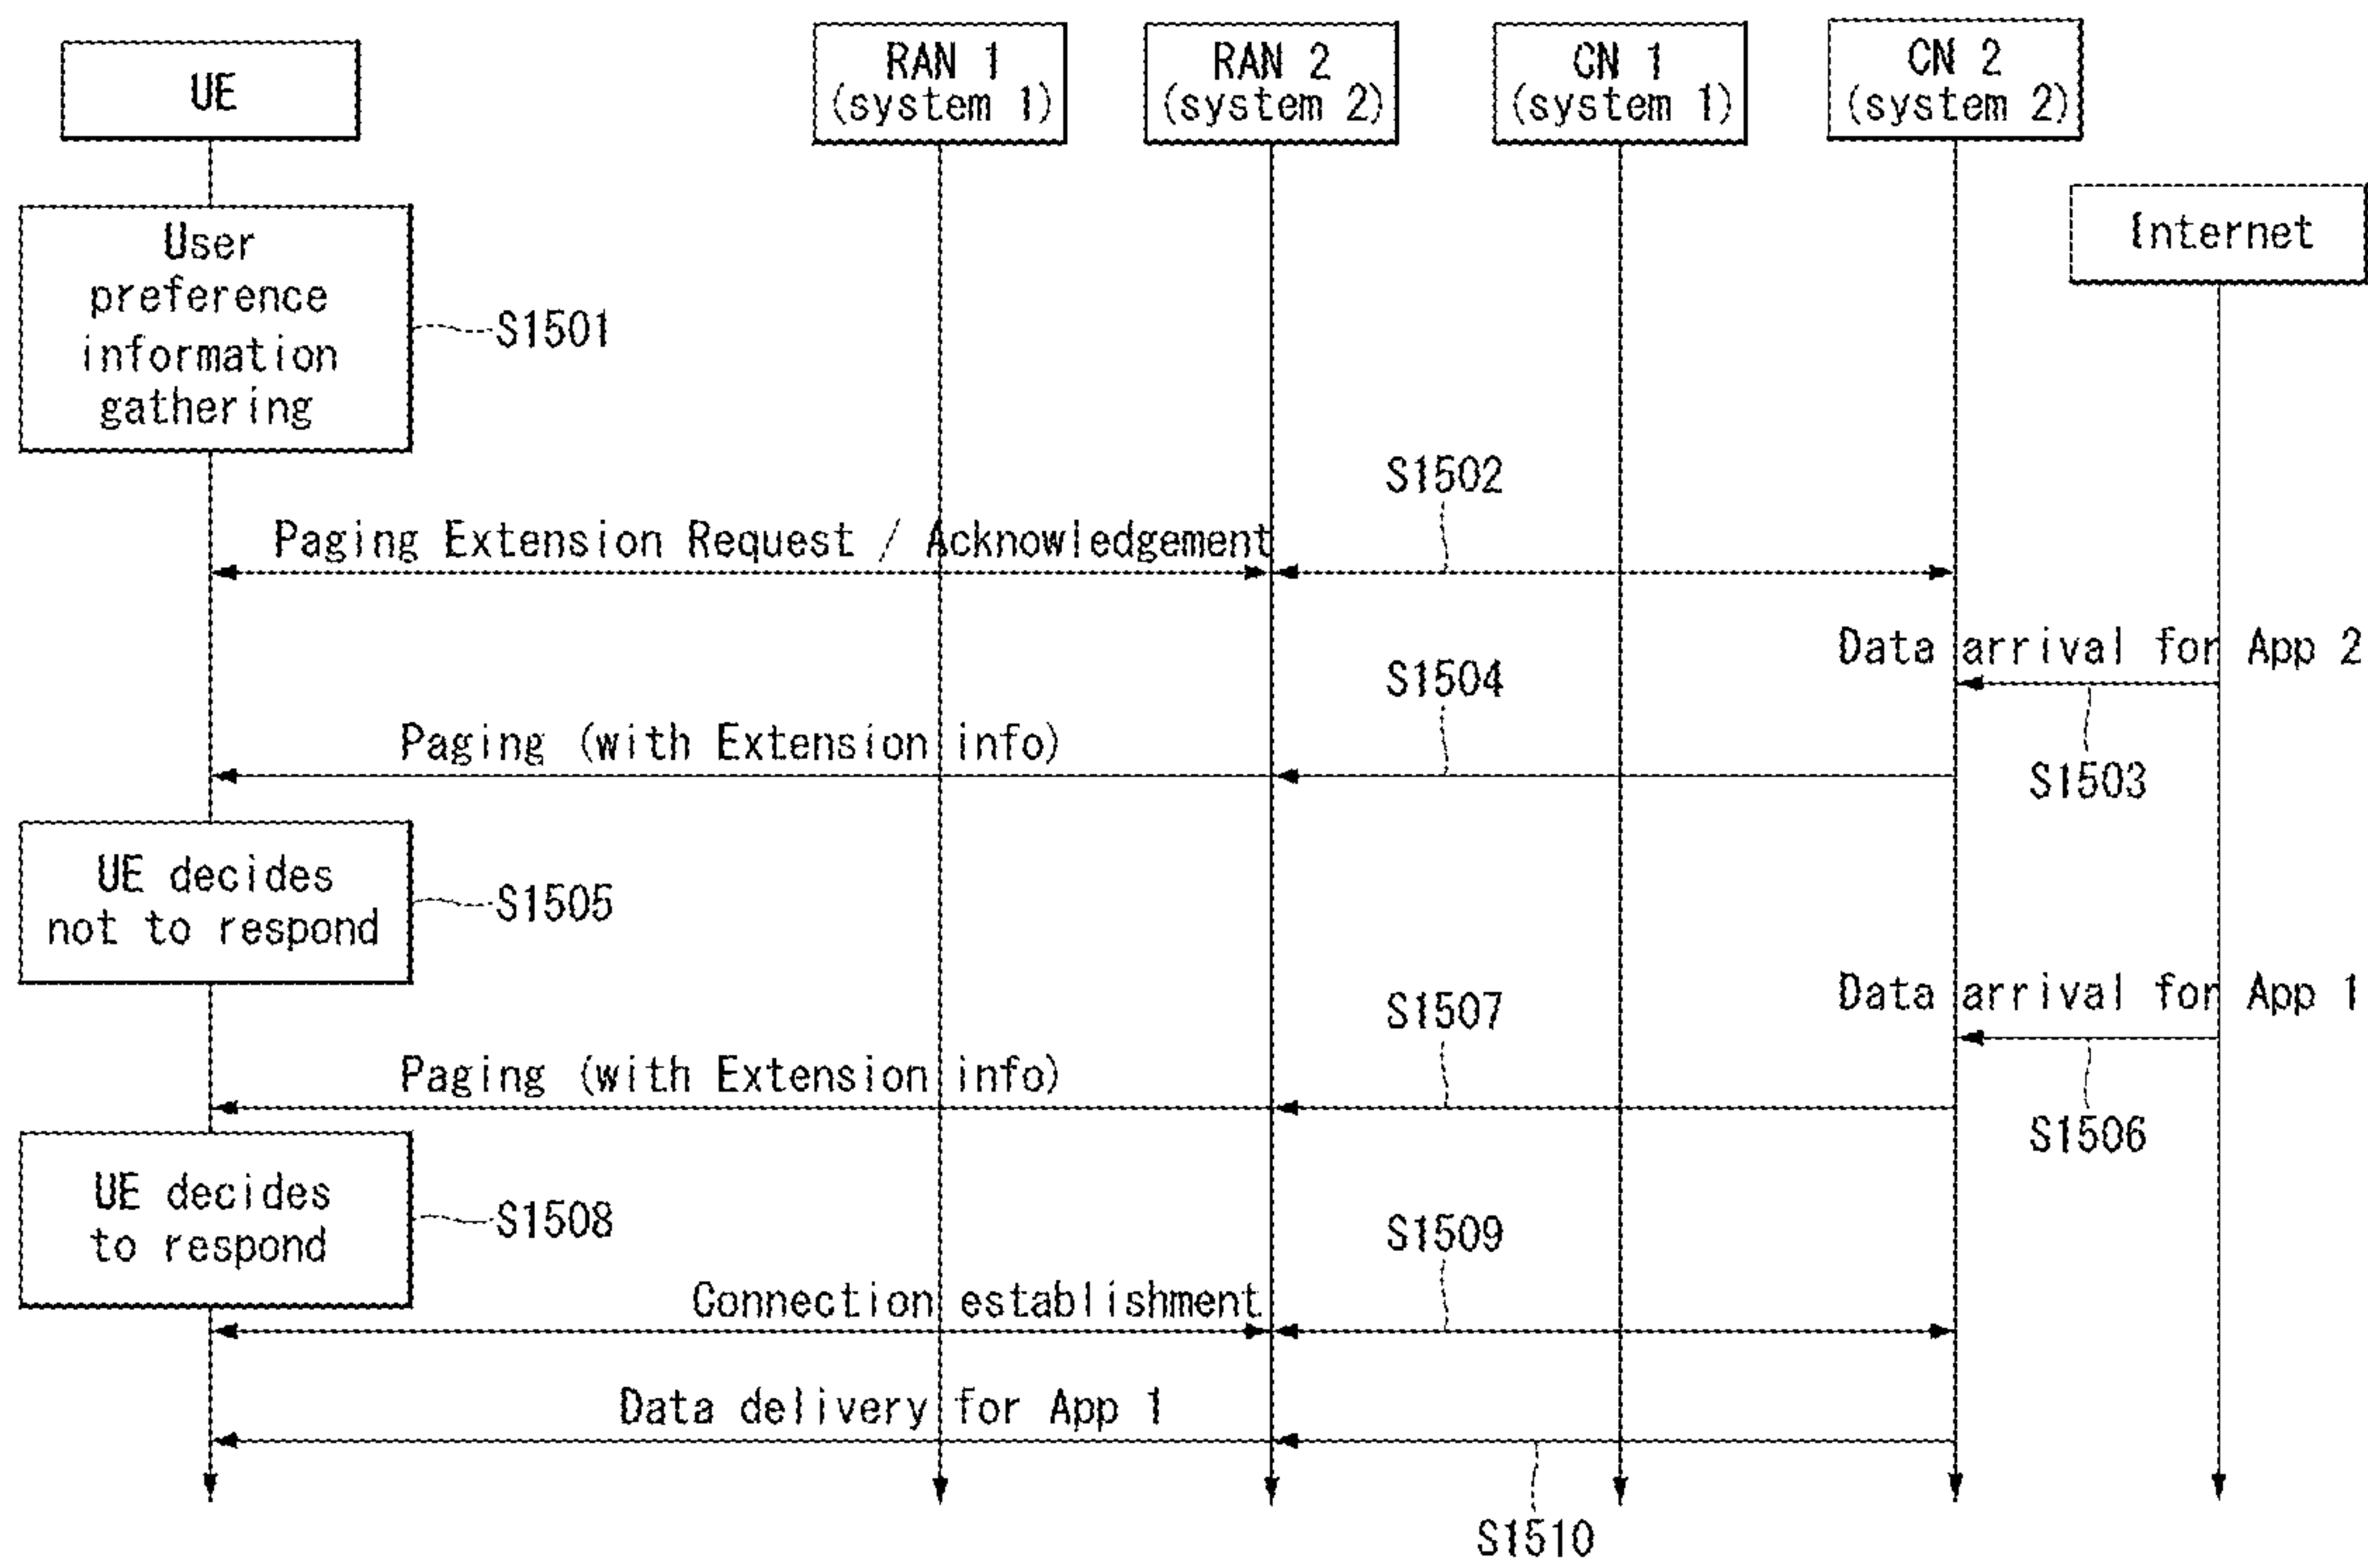 UE
RAN 1
(system 1)
RAN 2
(system 2)
CN 1
(system 1)
CN 2
(system 2)
Internet
User
preference
information
gathering
S1501
S1502
Paging Extension Request / Acknowledgement
Data arrival for App 2
S1504
Paging (with Extension info)
S1503
UE decides
not to respond
S1505
Data arrival for App 1
S1507
Paging (with Extension info)
S1506
UE decides
to respond
S1508
S1509
Connection establishment
Data delivery for App 1
S1510